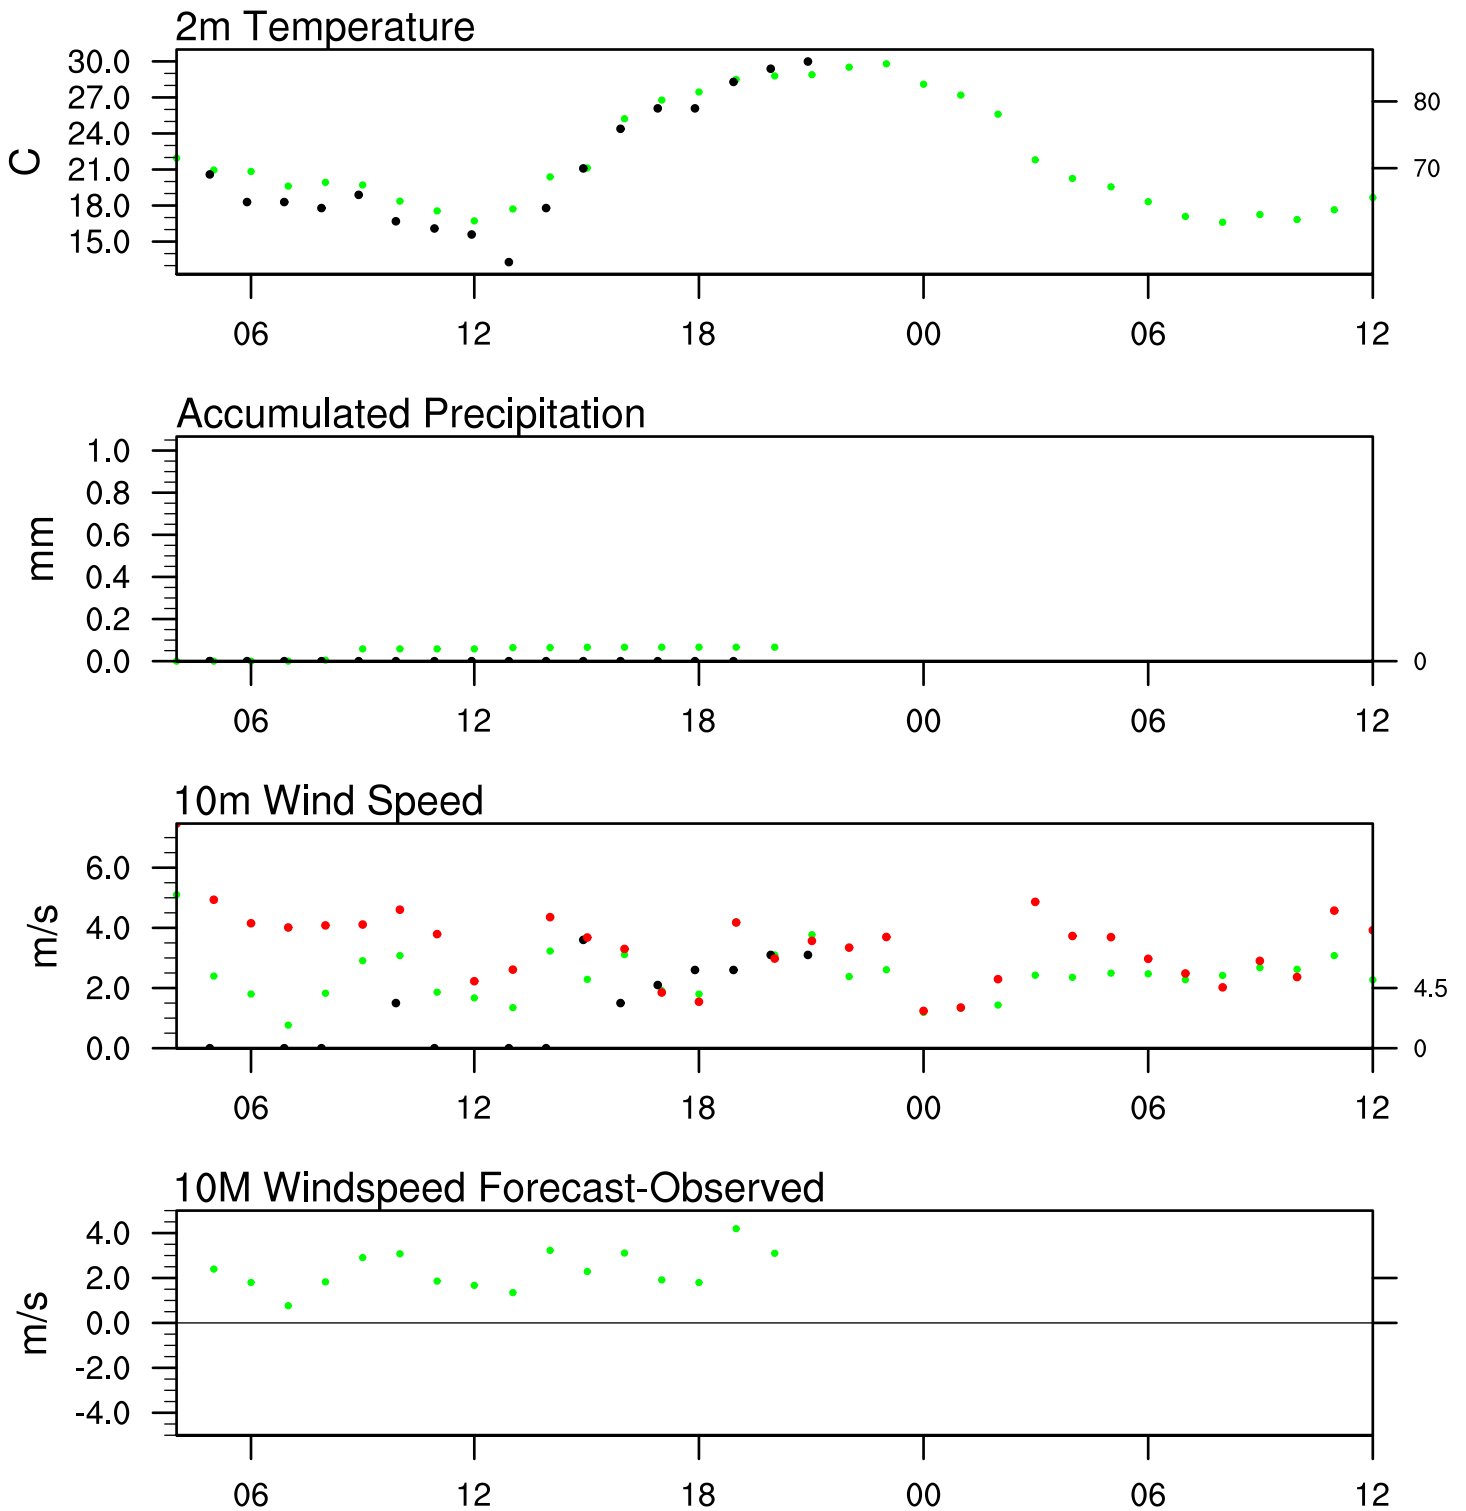 2m Temperature
30.0
27.0
80
24.0
C
21.0
70
18.0
15.0
06 12 18 00 06 12
Accumulated Precipitation
1.0
0.8
0.6
mm
0.4
0.2
0.0 0
06 12 18 00 06 12
10m Wind Speed
6.0
4.0
m/s
2.0 4.5
0.0 0
06 12 18 00 06 12
10M Windspeed Forecast-Observed
4.0
2.0
m/s
0.0
-2.0
-4.0
06 12 18 00 06 12